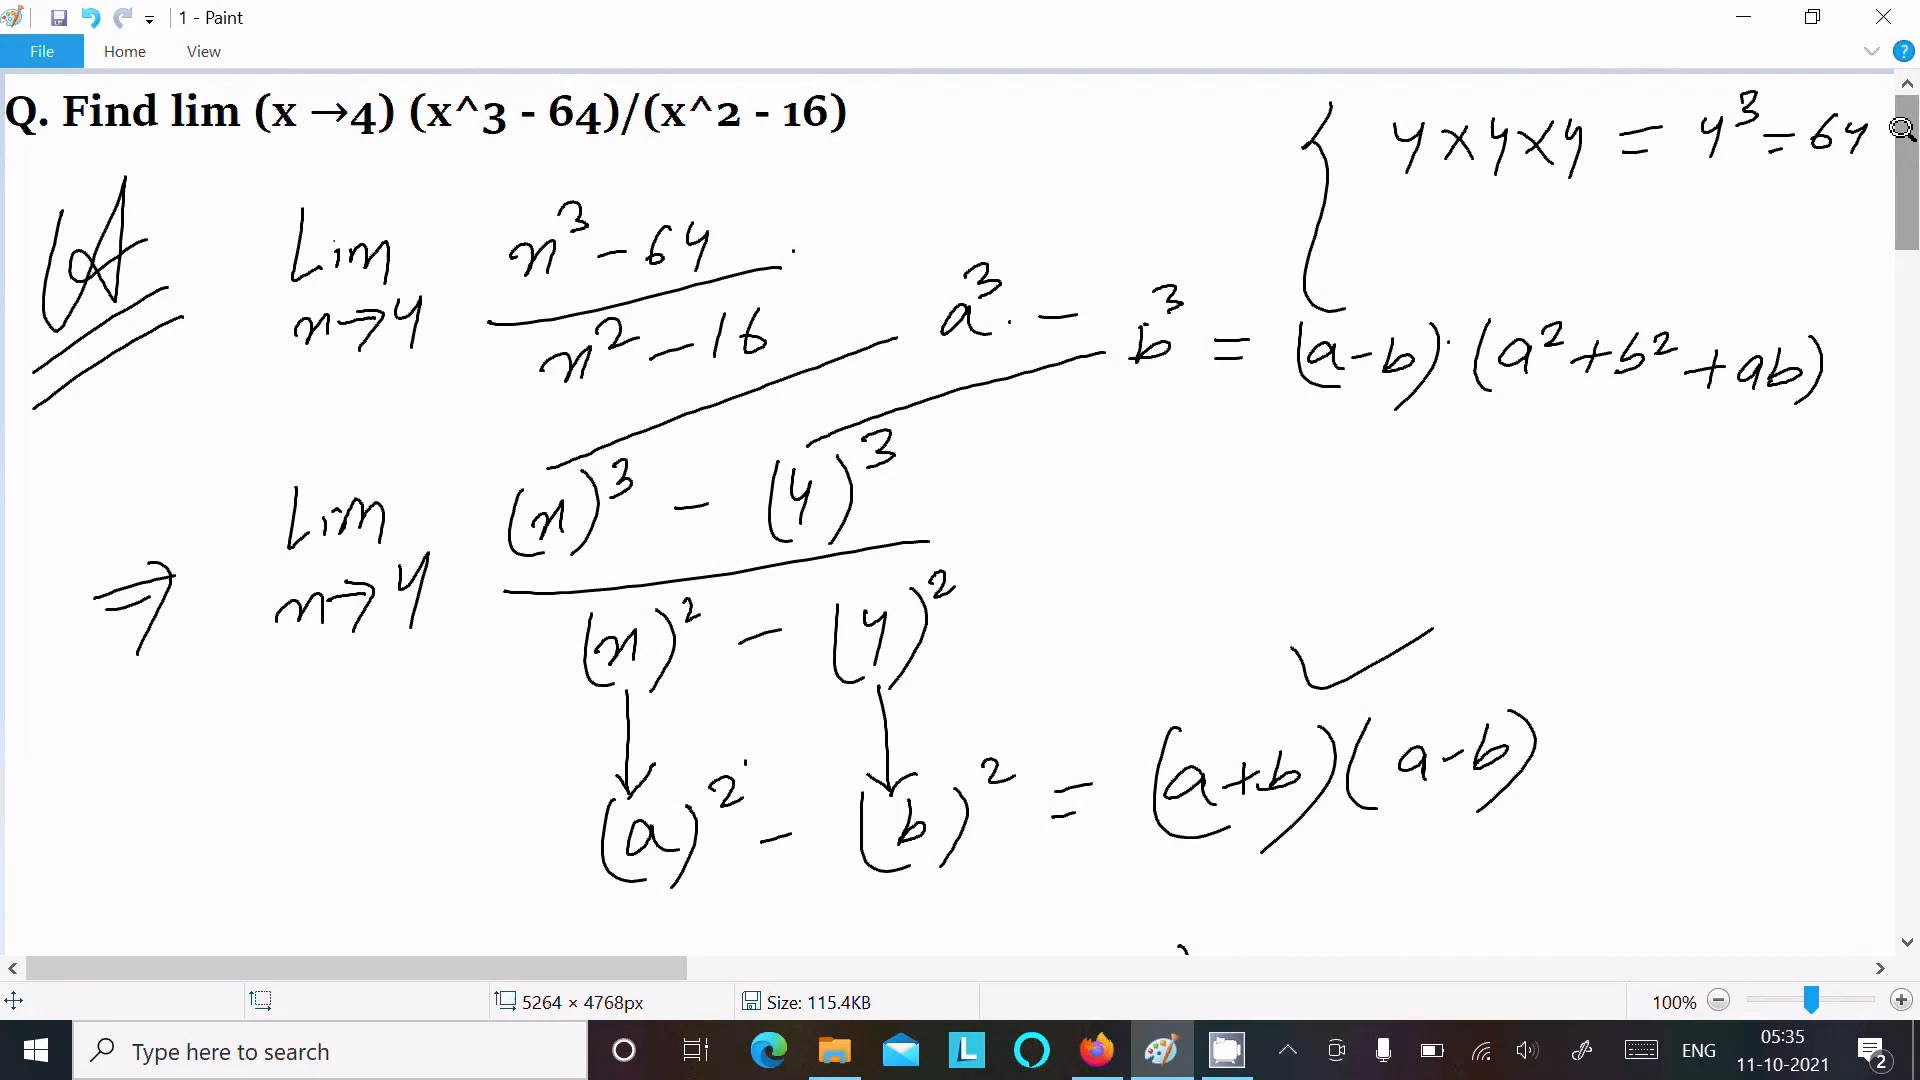 1 - Paint
File Home View
Q. Find lim (x →4) (x^3 - 64)/(x^2 - 16)
{ 4 × 4 × 4 = 4³ = 64
A
Lim x→4 x³ - 64 / x² - 16
a³ - b³ = (a-b) · (a² + b² + ab)
⇒ Lim x→4 (x)³ - (4)³ / (x)² - (4)²
(a)² - (b)² = (a+b)(a-b)
5264 × 4768px Size: 115.4KB 100%
Type here to search
L
ENG
05:35
11-10-2021
2